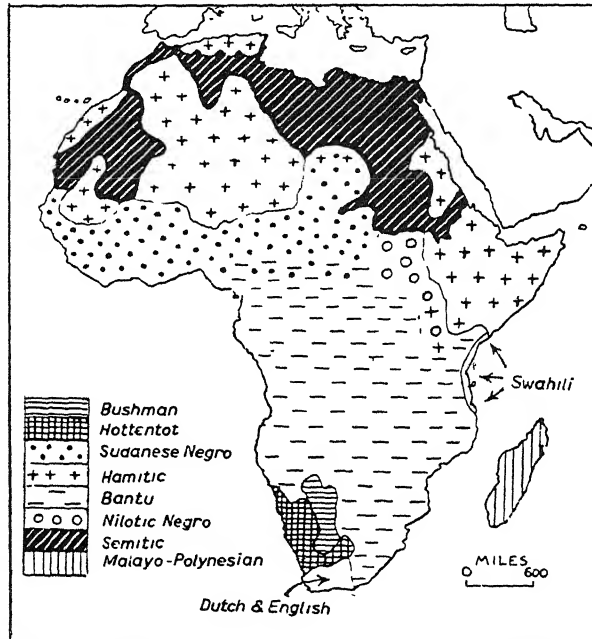 Swahili
Bushman
Hottentot
Sudanese Negro
Hamitic
Bantu
Nilotic Negro
Semitic
Malayo-Polynesian
MILES
0 600
Dutch & English